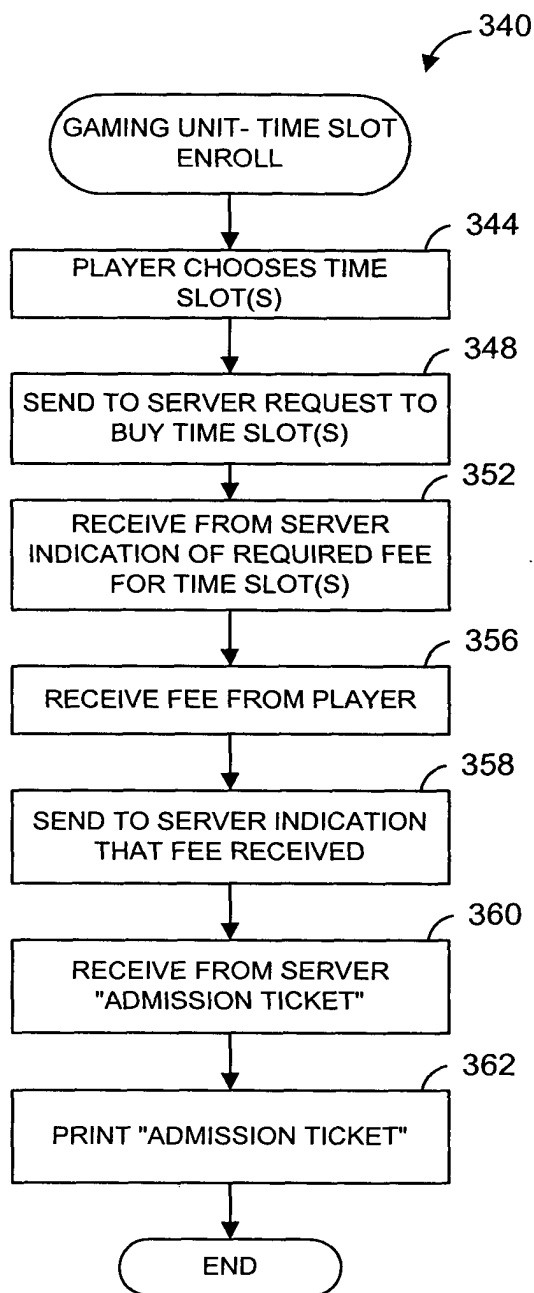 340
GAMING UNIT- TIME SLOT
ENROLL
344
PLAYER CHOOSES TIME
SLOT(S)
348
SEND TO SERVER REQUEST TO
BUY TIME SLOT(S)
352
RECEIVE FROM SERVER
INDICATION OF REQUIRED FEE
FOR TIME SLOT(S)
356
RECEIVE FEE FROM PLAYER
358
SEND TO SERVER INDICATION
THAT FEE RECEIVED
360
RECEIVE FROM SERVER
"ADMISSION TICKET"
362
PRINT "ADMISSION TICKET"
END